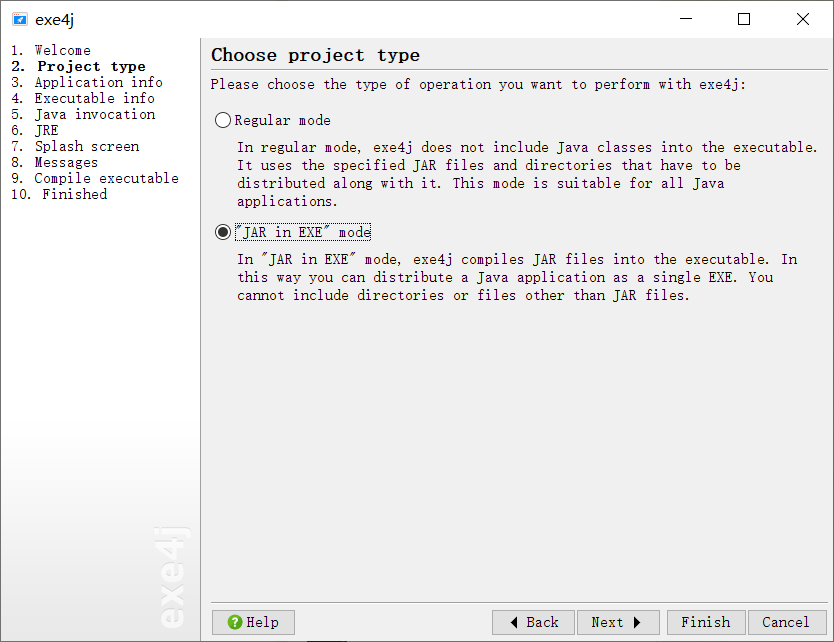 exe4j
1. Welcome
2. Project type
3. Application info
4. Executable info
5. Java invocation
6. JRE
7. Splash screen
8. Messages
9. Compile executable
10. Finished
exe4j
Choose project type
Please choose the type of operation you want to perform with exe4j:
Regular mode
In regular mode, exe4j does not include Java classes into the executable.
It uses the specified JAR files and directories that have to be
distributed along with it. This mode is suitable for all Java
applications.
"JAR in EXE" mode
In "JAR in EXE" mode, exe4j compiles JAR files into the executable. In
this way you can distribute a Java application as a single EXE. You
cannot include directories or files other than JAR files.
Help Back Next Finish Cancel